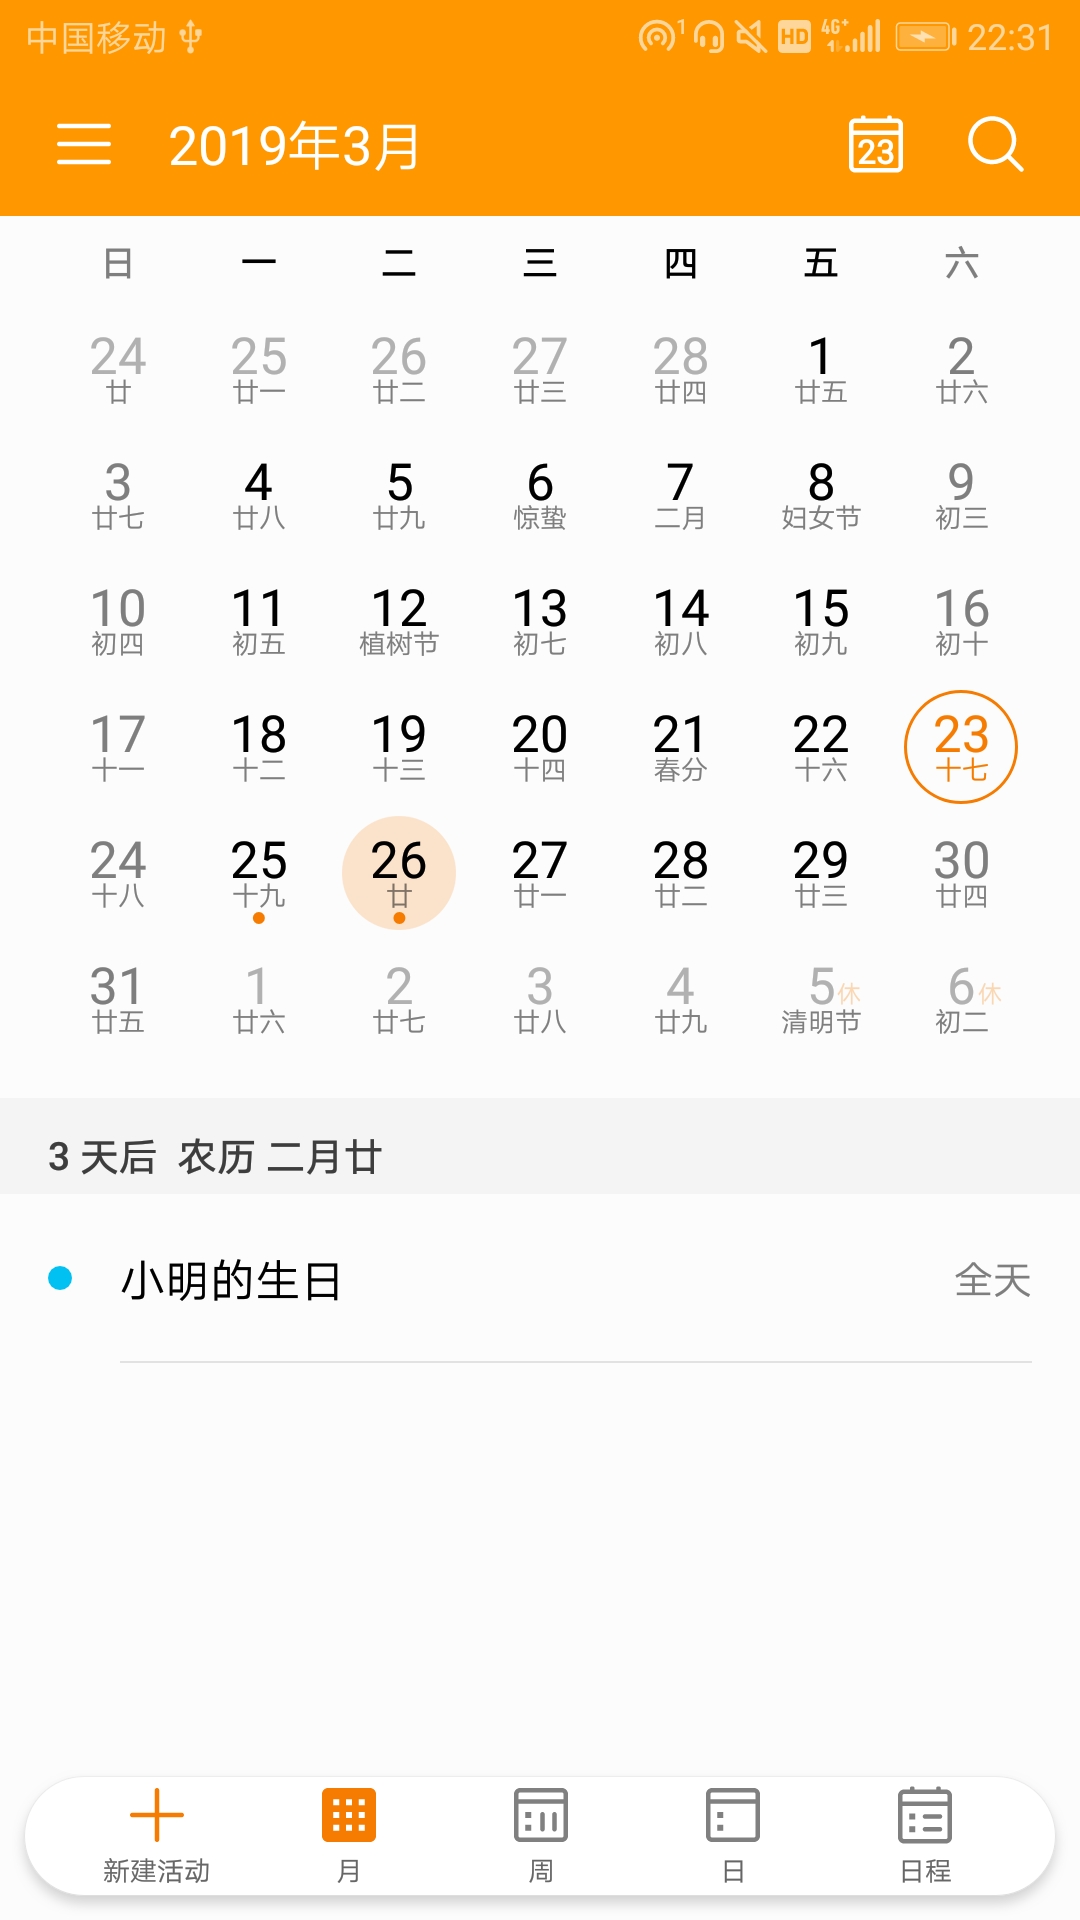 中国移动 1 HD 4G+ 22:31
2019年3月 23
日 一 二 三 四 五 六
24 25 26 27 28 1 2
廿 廿一 廿二 廿三 廿四 廿五 廿六
3 4 5 6 7 8 9
廿七 廿八 廿九 惊蛰 二月 妇女节 初三
10 11 12 13 14 15 16
初四 初五 植树节 初七 初八 初九 初十
17 18 19 20 21 22 23
十一 十二 十三 十四 春分 十六 十七
24 25 26 27 28 29 30
十八 十九 廿 廿一 廿二 廿三 廿四
31 1 2 3 4 5休 6休
廿五 廿六 廿七 廿八 廿九 清明节 初二
3 天后 农历 二月廿
小明的生日 全天
新建活动 月 周 日 日程